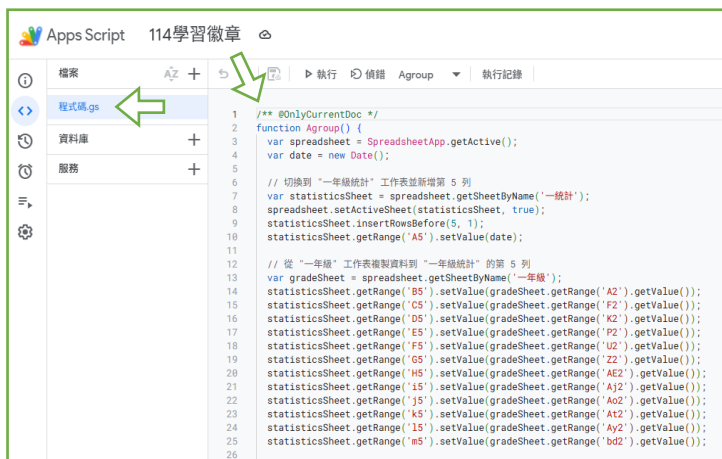 Apps Script 114學習徽章
檔案 AZ
執行 偵錯 Agroup 執行記錄
程式碼.gs
資料庫
服務
1 /** @OnlyCurrentDoc */
2 function Agroup() {
3 var spreadsheet = SpreadsheetApp.getActive();
4 var date = new Date();
5
6 // 切換到 "一年級統計" 工作表並新增第 5 列
7 var statisticsSheet = spreadsheet.getSheetByName('一統計');
8 spreadsheet.setActiveSheet(statisticsSheet, true);
9 statisticsSheet.insertRowsBefore(5, 1);
10 statisticsSheet.getRange('A5').setValue(date);
11
12 // 從 "一年級" 工作表複製資料到 "一年級統計" 的第 5 列
13 var gradeSheet = spreadsheet.getSheetByName('一年級');
14 statisticsSheet.getRange('B5').setValue(gradeSheet.getRange('A2').getValue());
15 statisticsSheet.getRange('C5').setValue(gradeSheet.getRange('F2').getValue());
16 statisticsSheet.getRange('D5').setValue(gradeSheet.getRange('K2').getValue());
17 statisticsSheet.getRange('E5').setValue(gradeSheet.getRange('P2').getValue());
18 statisticsSheet.getRange('F5').setValue(gradeSheet.getRange('U2').getValue());
19 statisticsSheet.getRange('G5').setValue(gradeSheet.getRange('Z2').getValue());
20 statisticsSheet.getRange('H5').setValue(gradeSheet.getRange('AE2').getValue());
21 statisticsSheet.getRange('i5').setValue(gradeSheet.getRange('Aj2').getValue());
22 statisticsSheet.getRange('j5').setValue(gradeSheet.getRange('Ao2').getValue());
23 statisticsSheet.getRange('k5').setValue(gradeSheet.getRange('At2').getValue());
24 statisticsSheet.getRange('l5').setValue(gradeSheet.getRange('Ay2').getValue());
25 statisticsSheet.getRange('m5').setValue(gradeSheet.getRange('bd2').getValue());
26